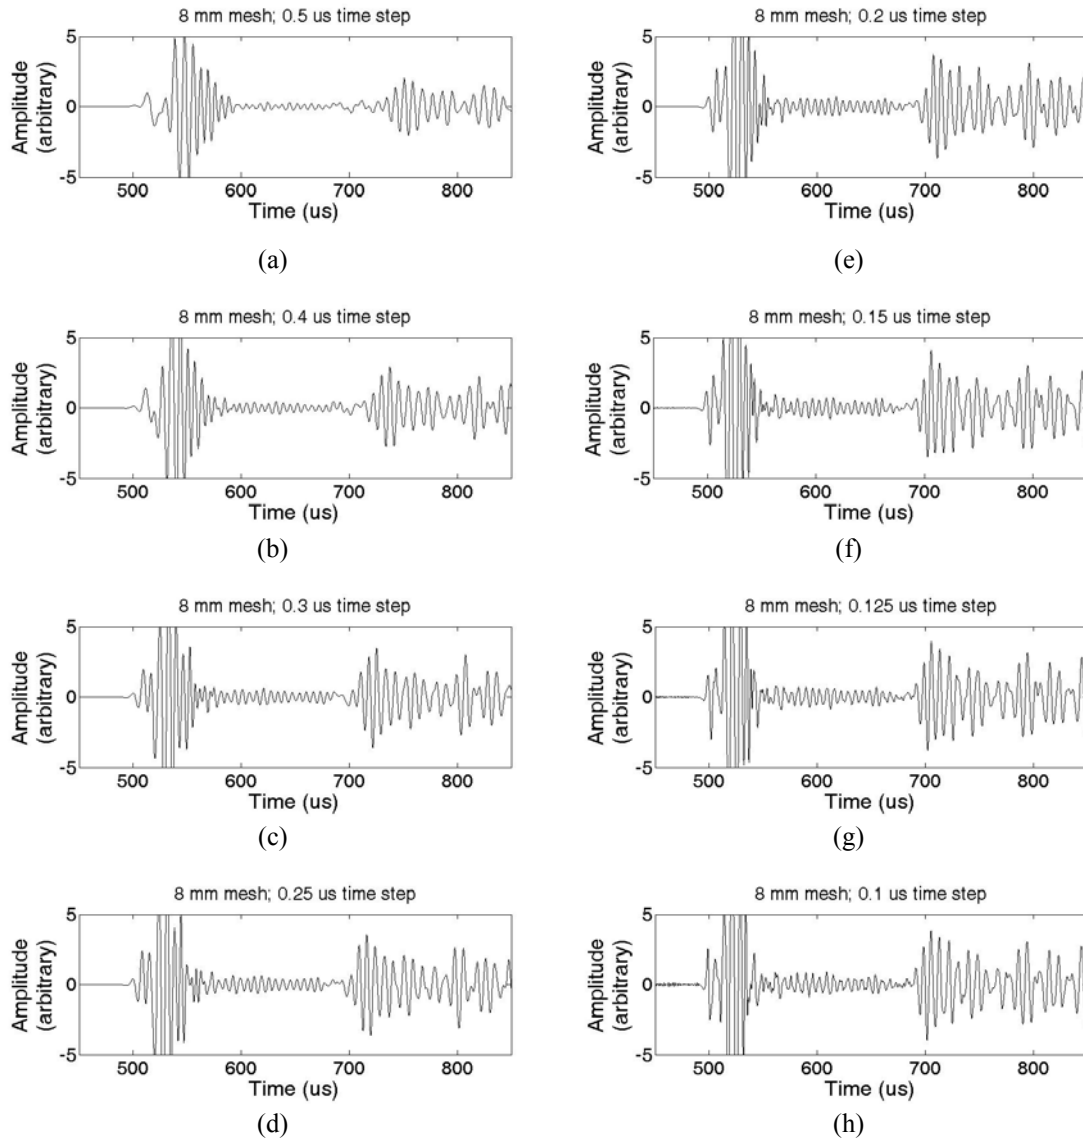 8 mm mesh; 0.5 us time step
Amplitude
(arbitrary)
5
0
-5
500 600 700 800
Time (us)
(a)
8 mm mesh; 0.4 us time step
Amplitude
(arbitrary)
5
0
-5
500 600 700 800
Time (us)
(b)
8 mm mesh; 0.3 us time step
Amplitude
(arbitrary)
5
0
-5
500 600 700 800
Time (us)
(c)
8 mm mesh; 0.25 us time step
Amplitude
(arbitrary)
5
0
-5
500 600 700 800
Time (us)
(d)
8 mm mesh; 0.2 us time step
Amplitude
(arbitrary)
5
0
-5
500 600 700 800
Time (us)
(e)
8 mm mesh; 0.15 us time step
Amplitude
(arbitrary)
5
0
-5
500 600 700 800
Time (us)
(f)
8 mm mesh; 0.125 us time step
Amplitude
(arbitrary)
5
0
-5
500 600 700 800
Time (us)
(g)
8 mm mesh; 0.1 us time step
Amplitude
(arbitrary)
5
0
-5
500 600 700 800
Time (us)
(h)